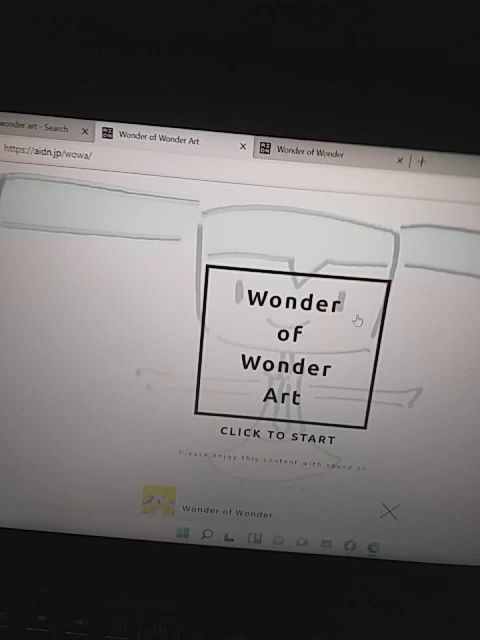 wonder art - Search
Wonder of Wonder Art
Wonder of Wonder
https://aidn.jp/wowa/
Wonder
of
Wonder
Art
CLICK TO START
Please enjoy this content with sound on
Wonder of Wonder